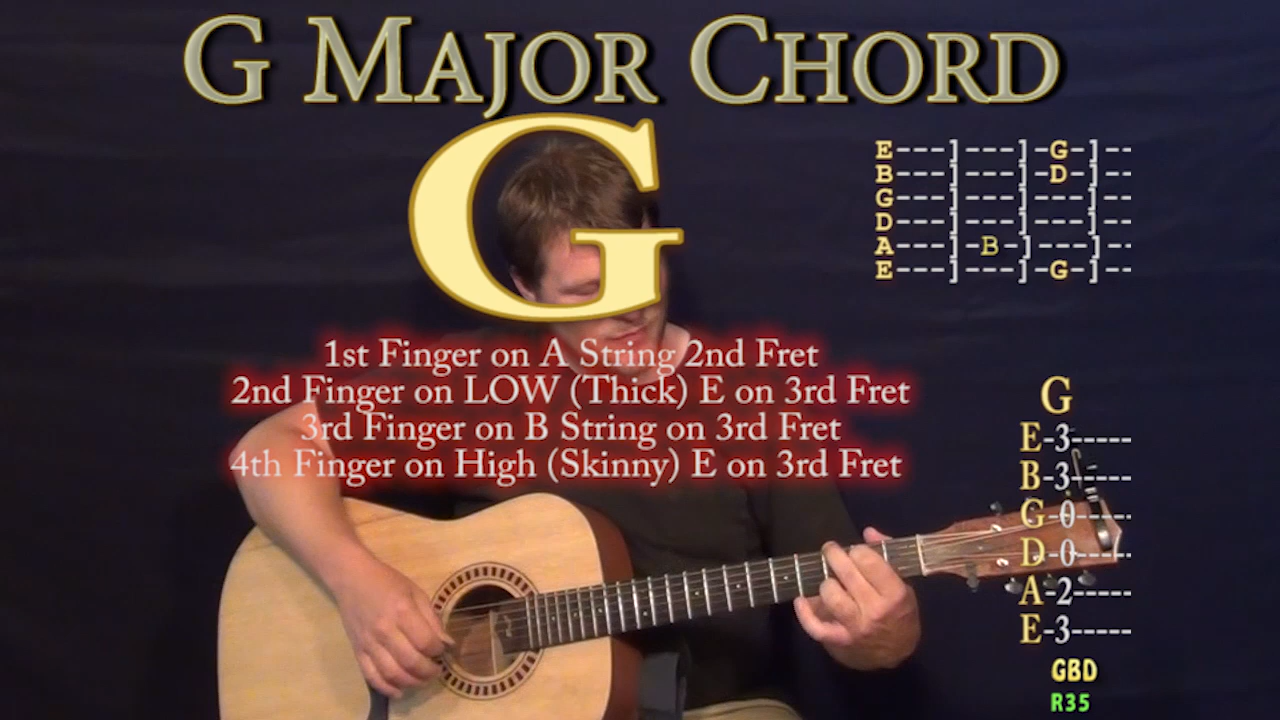 G Major Chord
G
E---]---]-G-]--
B---]---]-D-]--
G---]---]---]--
D---]---]---]--
A---]-B-]---]--
E---]---]-G-]--
1st Finger on A String 2nd Fret
2nd Finger on LOW (Thick) E on 3rd Fret
3rd Finger on B String on 3rd Fret
4th Finger on High (Skinny) E on 3rd Fret
G
E-3-----
B-3-----
G-0-----
D-0-----
A-2-----
E-3-----
GBD
R35